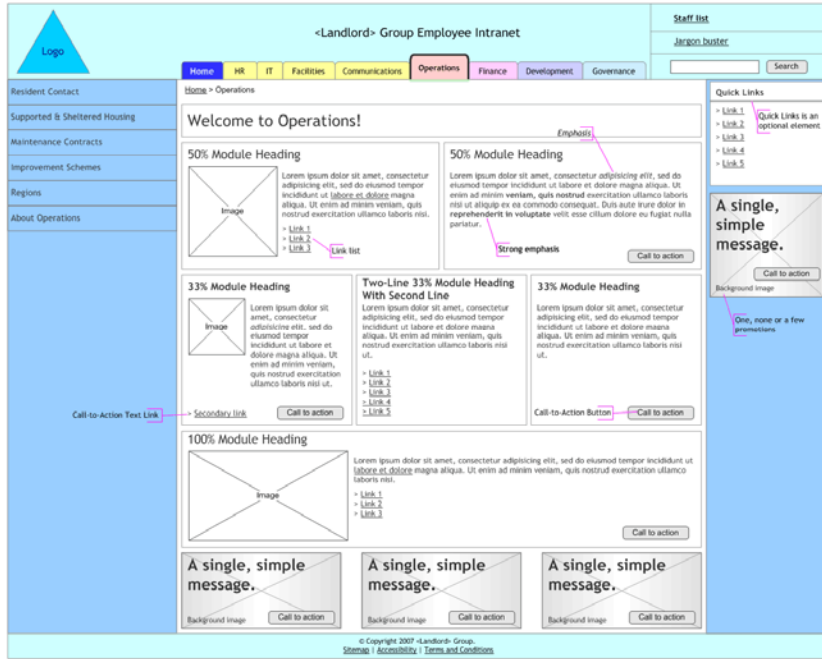 Logo
<Landlord> Group Employee Intranet
Staff list
Jargon buster
Search
Home
HR
IT
Facilities
Communications
Operations
Finance
Development
Governance
Resident Contact
Supported & Sheltered Housing
Maintenance Contracts
Improvement Schemes
Regions
About Operations
Home > Operations
Welcome to Operations!
Emphasis
50% Module Heading
Image
Lorem ipsum dolor sit amet, consectetur
adipisicing elit, sed do eiusmod tempor
incididunt ut labore et dolore magna aliqua. Ut
enim ad minim veniam, quis
nostrud exercitation ullamco laboris nisi.
> Link 1
> Link 2
> Link 3
Link list
50% Module Heading
Lorem ipsum dolor sit amet, consectetur adipisicing elit, sed do
eiusmod tempor incididunt ut labore et dolore magna aliqua. Ut
enim ad minim veniam, quis nostrud exercitation ullamco laboris
nisi ut aliquip ex ea commodo consequat. Duis aute irure dolor in
reprehenderit in voluptate velit esse cillum dolore eu fugiat nulla
pariatur.
Strong emphasis
Call to action
33% Module Heading
Image
Lorem ipsum dolor sit
amet, consectetur
adipisicing elit, sed do
eiusmod tempor
incididunt ut labore et
dolore magna aliqua. Ut
enim ad minim veniam,
quis nostrud exercitation
ullamco laboris nisi ut.
Call-to-Action Text Link
> Secondary link
Call to action
Two-Line 33% Module Heading
With Second Line
Lorem ipsum dolor sit amet, consectetur
adipisicing elit, sed do eiusmod tempor
incididunt ut labore et dolore magna
aliqua. Ut enim ad minim veniam, quis
nostrud exercitation ullamco laboris nisi
ut.
> Link 1
> Link 2
> Link 3
> Link 4
> Link 5
33% Module Heading
Lorem ipsum dolor sit amet, consectetur
adipisicing elit, sed do eiusmod tempor
incididunt ut labore et dolore magna
aliqua. Ut enim ad minim veniam, quis
nostrud exercitation ullamco laboris nisi
ut.
Call-to-Action Button
Call to action
100% Module Heading
Image
Lorem ipsum dolor sit amet, consectetur adipisicing elit, sed do eiusmod tempor incididunt ut
labore et dolore magna aliqua. Ut enim ad minim veniam, quis nostrud exercitation ullamco
laboris nisi.
> Link 1
> Link 2
> Link 3
Call to action
A single, simple
message.
Background image
Call to action
A single, simple
message.
Background image
Call to action
A single, simple
message.
Background image
Call to action
Quick Links
> Link 1
> Link 2
> Link 3
> Link 4
> Link 5
Quick Links is an
optional element
A single,
simple
message.
Call to action
Background image
One, none or a few
promotions
© Copyright 2007 <Landlord> Group.
Sitemap | Accessibility | Terms and Conditions